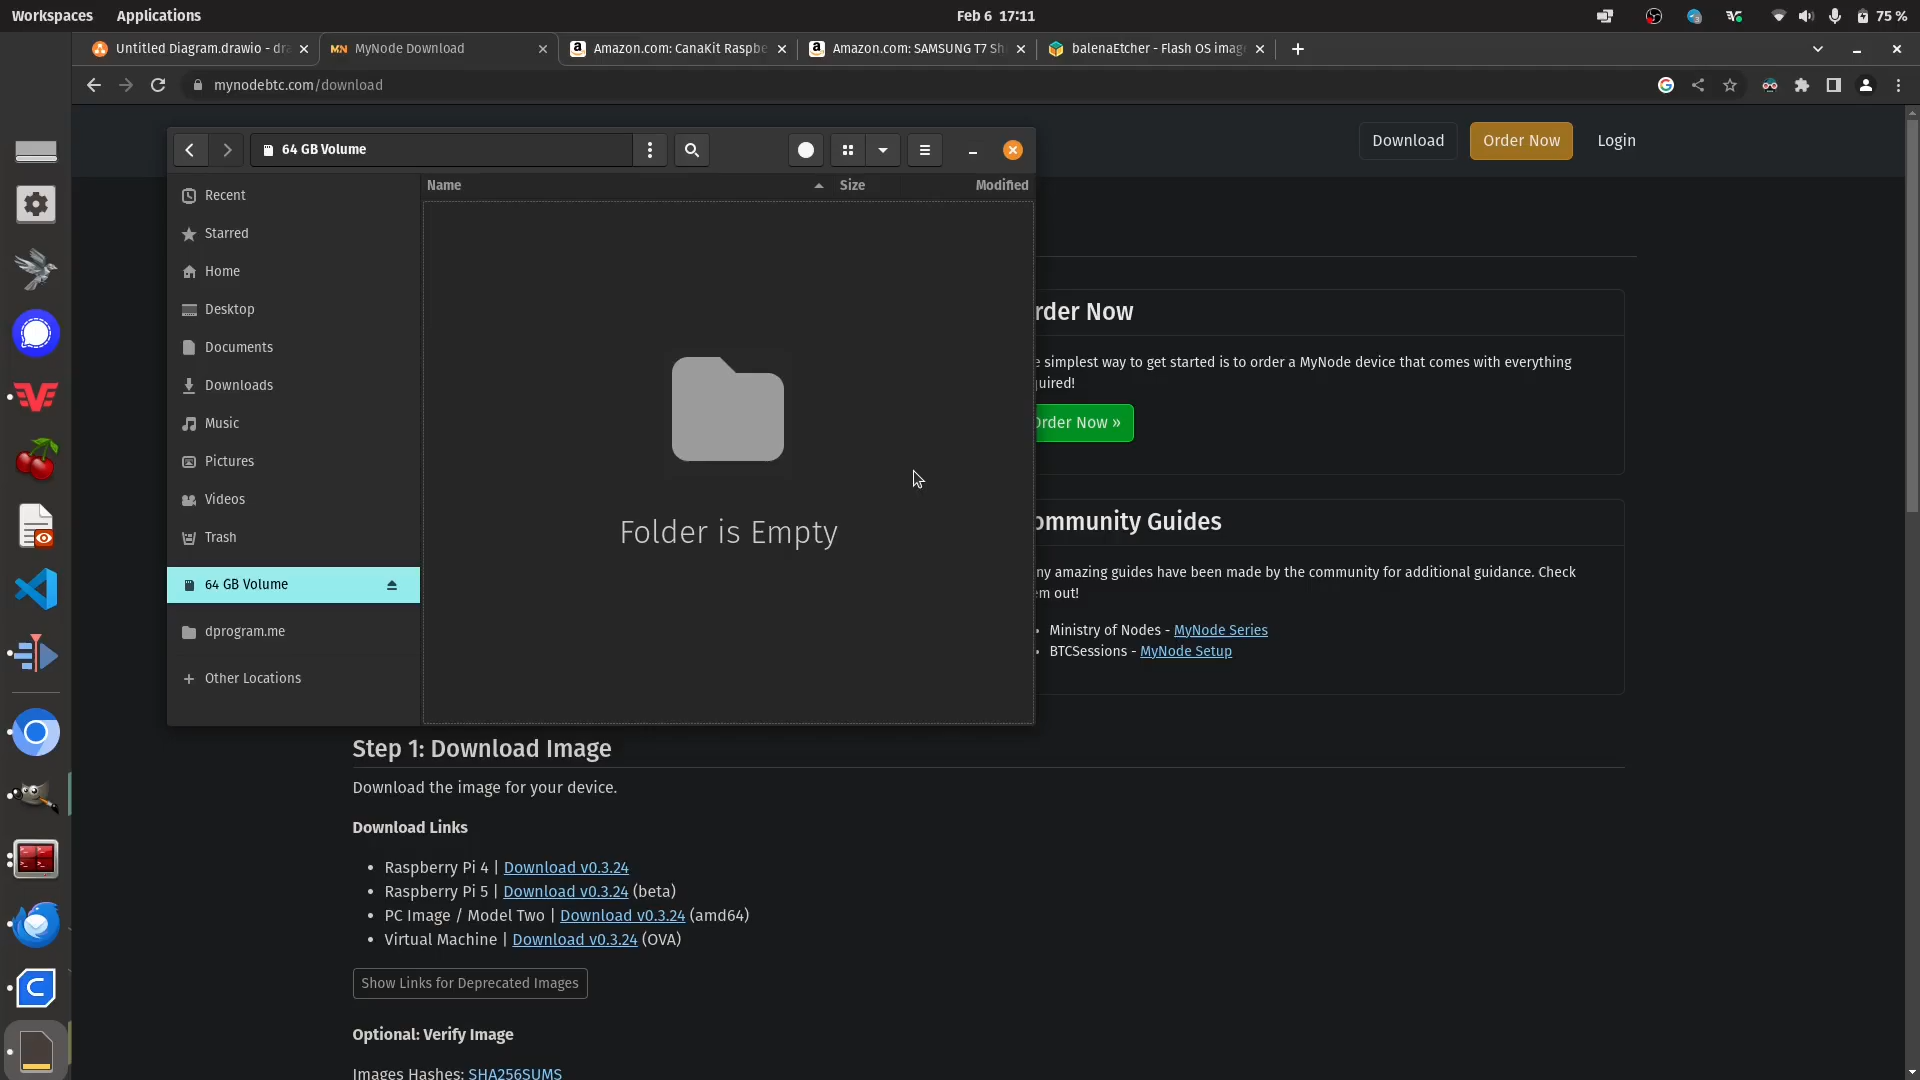 Workspaces Applications Feb 6 17:11 75 %
Untitled Diagram.drawio - dra MyNode Download Amazon.com: CanaKit Raspbe Amazon.com: SAMSUNG T7 Sh balenaEtcher - Flash OS imag
mynodebtc.com/download
Download Order Now Login
64 GB Volume
Name Size Modified
Recent
Starred
Home
Desktop
Documents
Downloads
Music
Pictures
Videos
Trash
64 GB Volume
dprogram.me
Other Locations
Folder is Empty
rder Now
e simplest way to get started is to order a MyNode device that comes with everything
quired!
Order Now »
ommunity Guides
ny amazing guides have been made by the community for additional guidance. Check
em out!
• Ministry of Nodes - MyNode Series
• BTCSessions - MyNode Setup
Step 1: Download Image
Download the image for your device.
Download Links
• Raspberry Pi 4 | Download v0.3.24
• Raspberry Pi 5 | Download v0.3.24 (beta)
• PC Image / Model Two | Download v0.3.24 (amd64)
• Virtual Machine | Download v0.3.24 (OVA)
Show Links for Deprecated Images
Optional: Verify Image
Images Hashes: SHA256SUMS